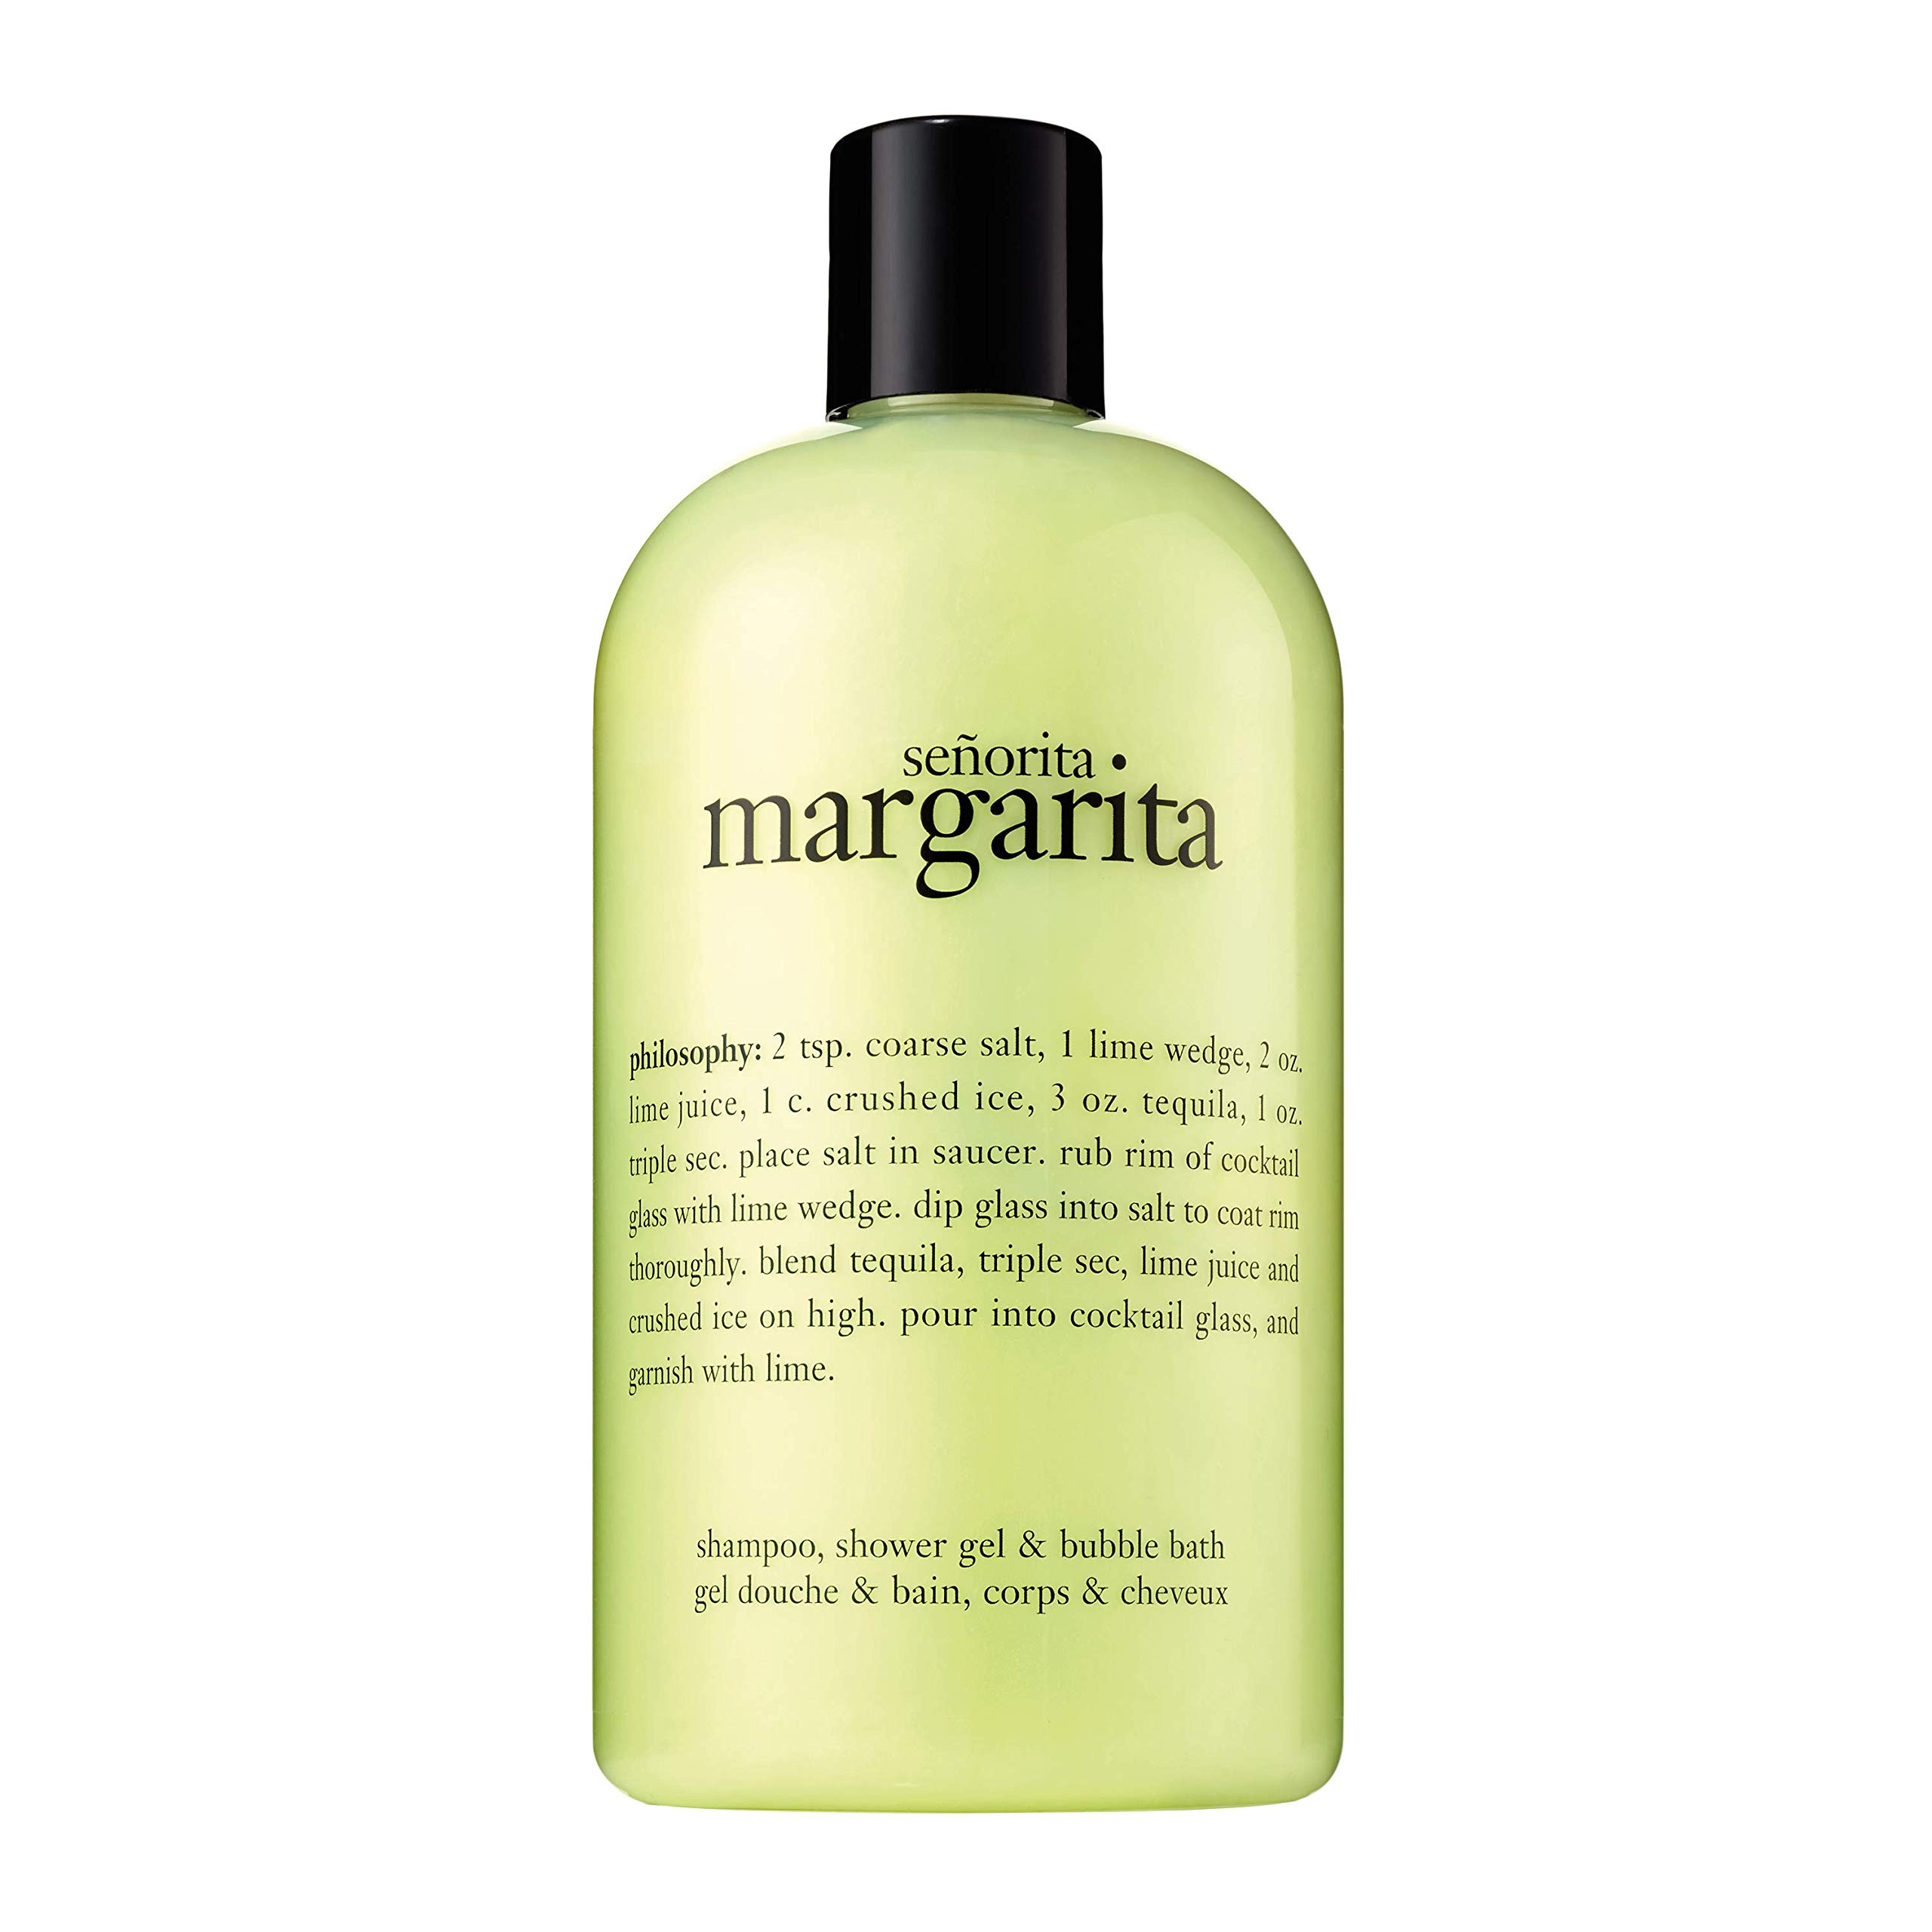 señorita •
margarita
philosophy: 2 tsp. coarse salt, 1 lime wedge, 2 oz.
lime juice, 1 c. crushed ice, 3 oz. tequila, 1 oz.
triple sec. place salt in saucer. rub rim of cocktail
glass with lime wedge. dip glass into salt to coat rim
thoroughly. blend tequila, triple sec, lime juice and
crushed ice on high. pour into cocktail glass, and
garnish with lime.
shampoo, shower gel & bubble bath
gel douche & bain, corps & cheveux